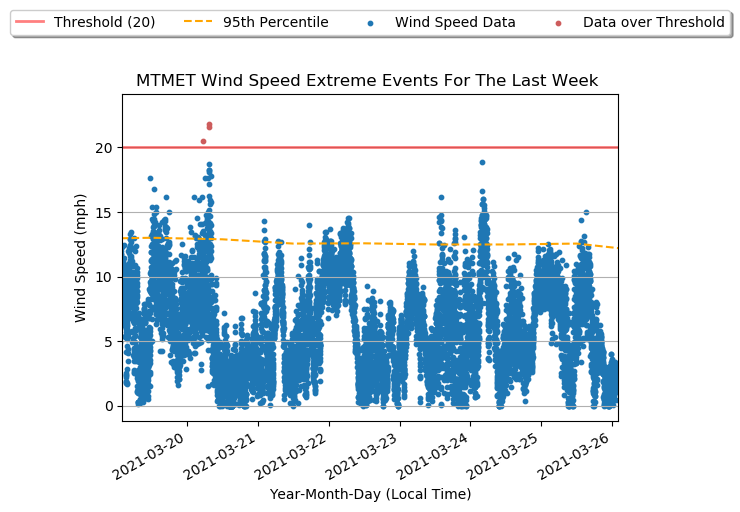 Threshold (20) 95th Percentile Wind Speed Data Data over Threshold
MTMET Wind Speed Extreme Events For The Last Week
20
15
10
5
0
Wind Speed (mph)
2021-03-20 2021-03-21 2021-03-22 2021-03-23 2021-03-24 2021-03-25 2021-03-26
Year-Month-Day (Local Time)